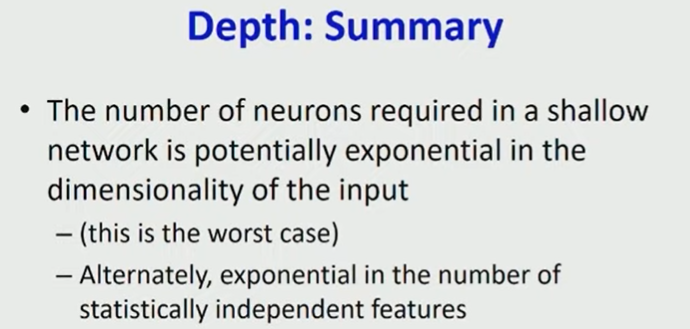 Depth: Summary
• The number of neurons required in a shallow
network is potentially exponential in the
dimensionality of the input
– (this is the worst case)
– Alternately, exponential in the number of
statistically independent features